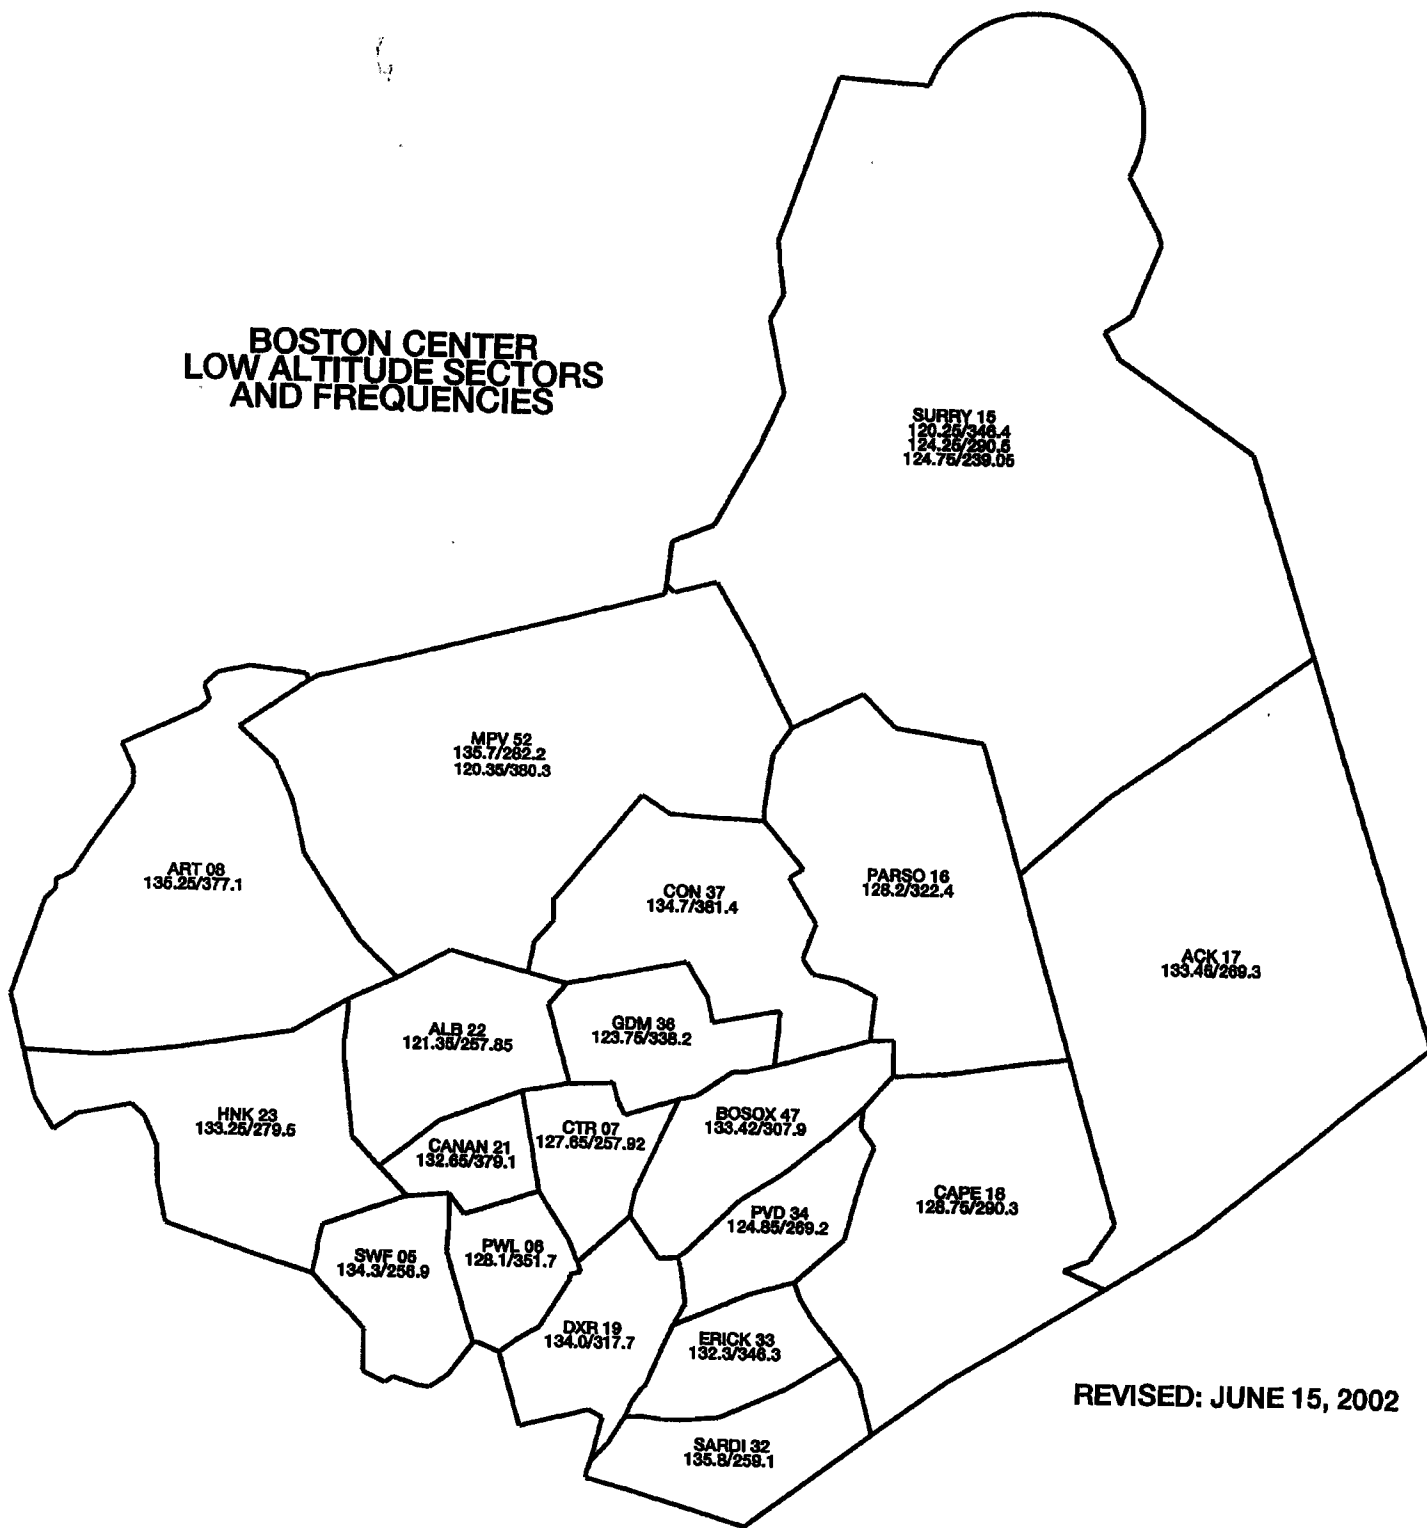 BOSTON CENTER
LOW ALTITUDE SECTORS
AND FREQUENCIES
SURRY 15
120.25/346.4
124.25/290.5
124.75/239.05
MPV 52
135.7/282.2
120.35/380.3
ART 08
135.25/377.1
CON 37
134.7/381.4
PARSO 16
128.2/322.4
ACK 17
133.45/269.3
ALB 22
121.35/257.85
GDM 36
123.75/338.2
HNK 23
133.25/279.5
CANAN 21
132.65/379.1
CTR 07
127.65/257.92
BOSOX 47
133.42/307.9
PVD 34
124.85/269.2
CAPE 18
128.75/290.3
SWF 05
134.3/256.9
PWL 06
128.1/351.7
DXR 19
134.0/317.7
ERICK 33
132.3/346.3
SARDI 32
135.8/259.1
REVISED: JUNE 15, 2002